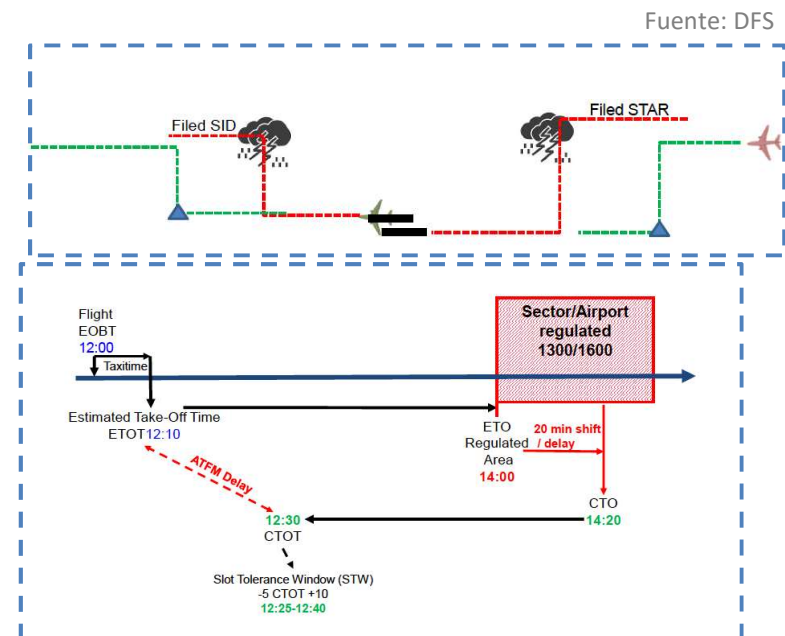 Fuente: DFS
Filed SID
Filed STAR
Flight
EOBT
12:00
Taxitime
Sector/Airport
regulated
1300/1600
Estimated Take-Off Time
ETOT12:10
ETO
Regulated
Area
14:00
20 min shift
/ delay
ATFM Delay
CTO
14:20
12:30
CTOT
Slot Tolerance Window (STW)
-5 CTOT +10
12:25-12:40